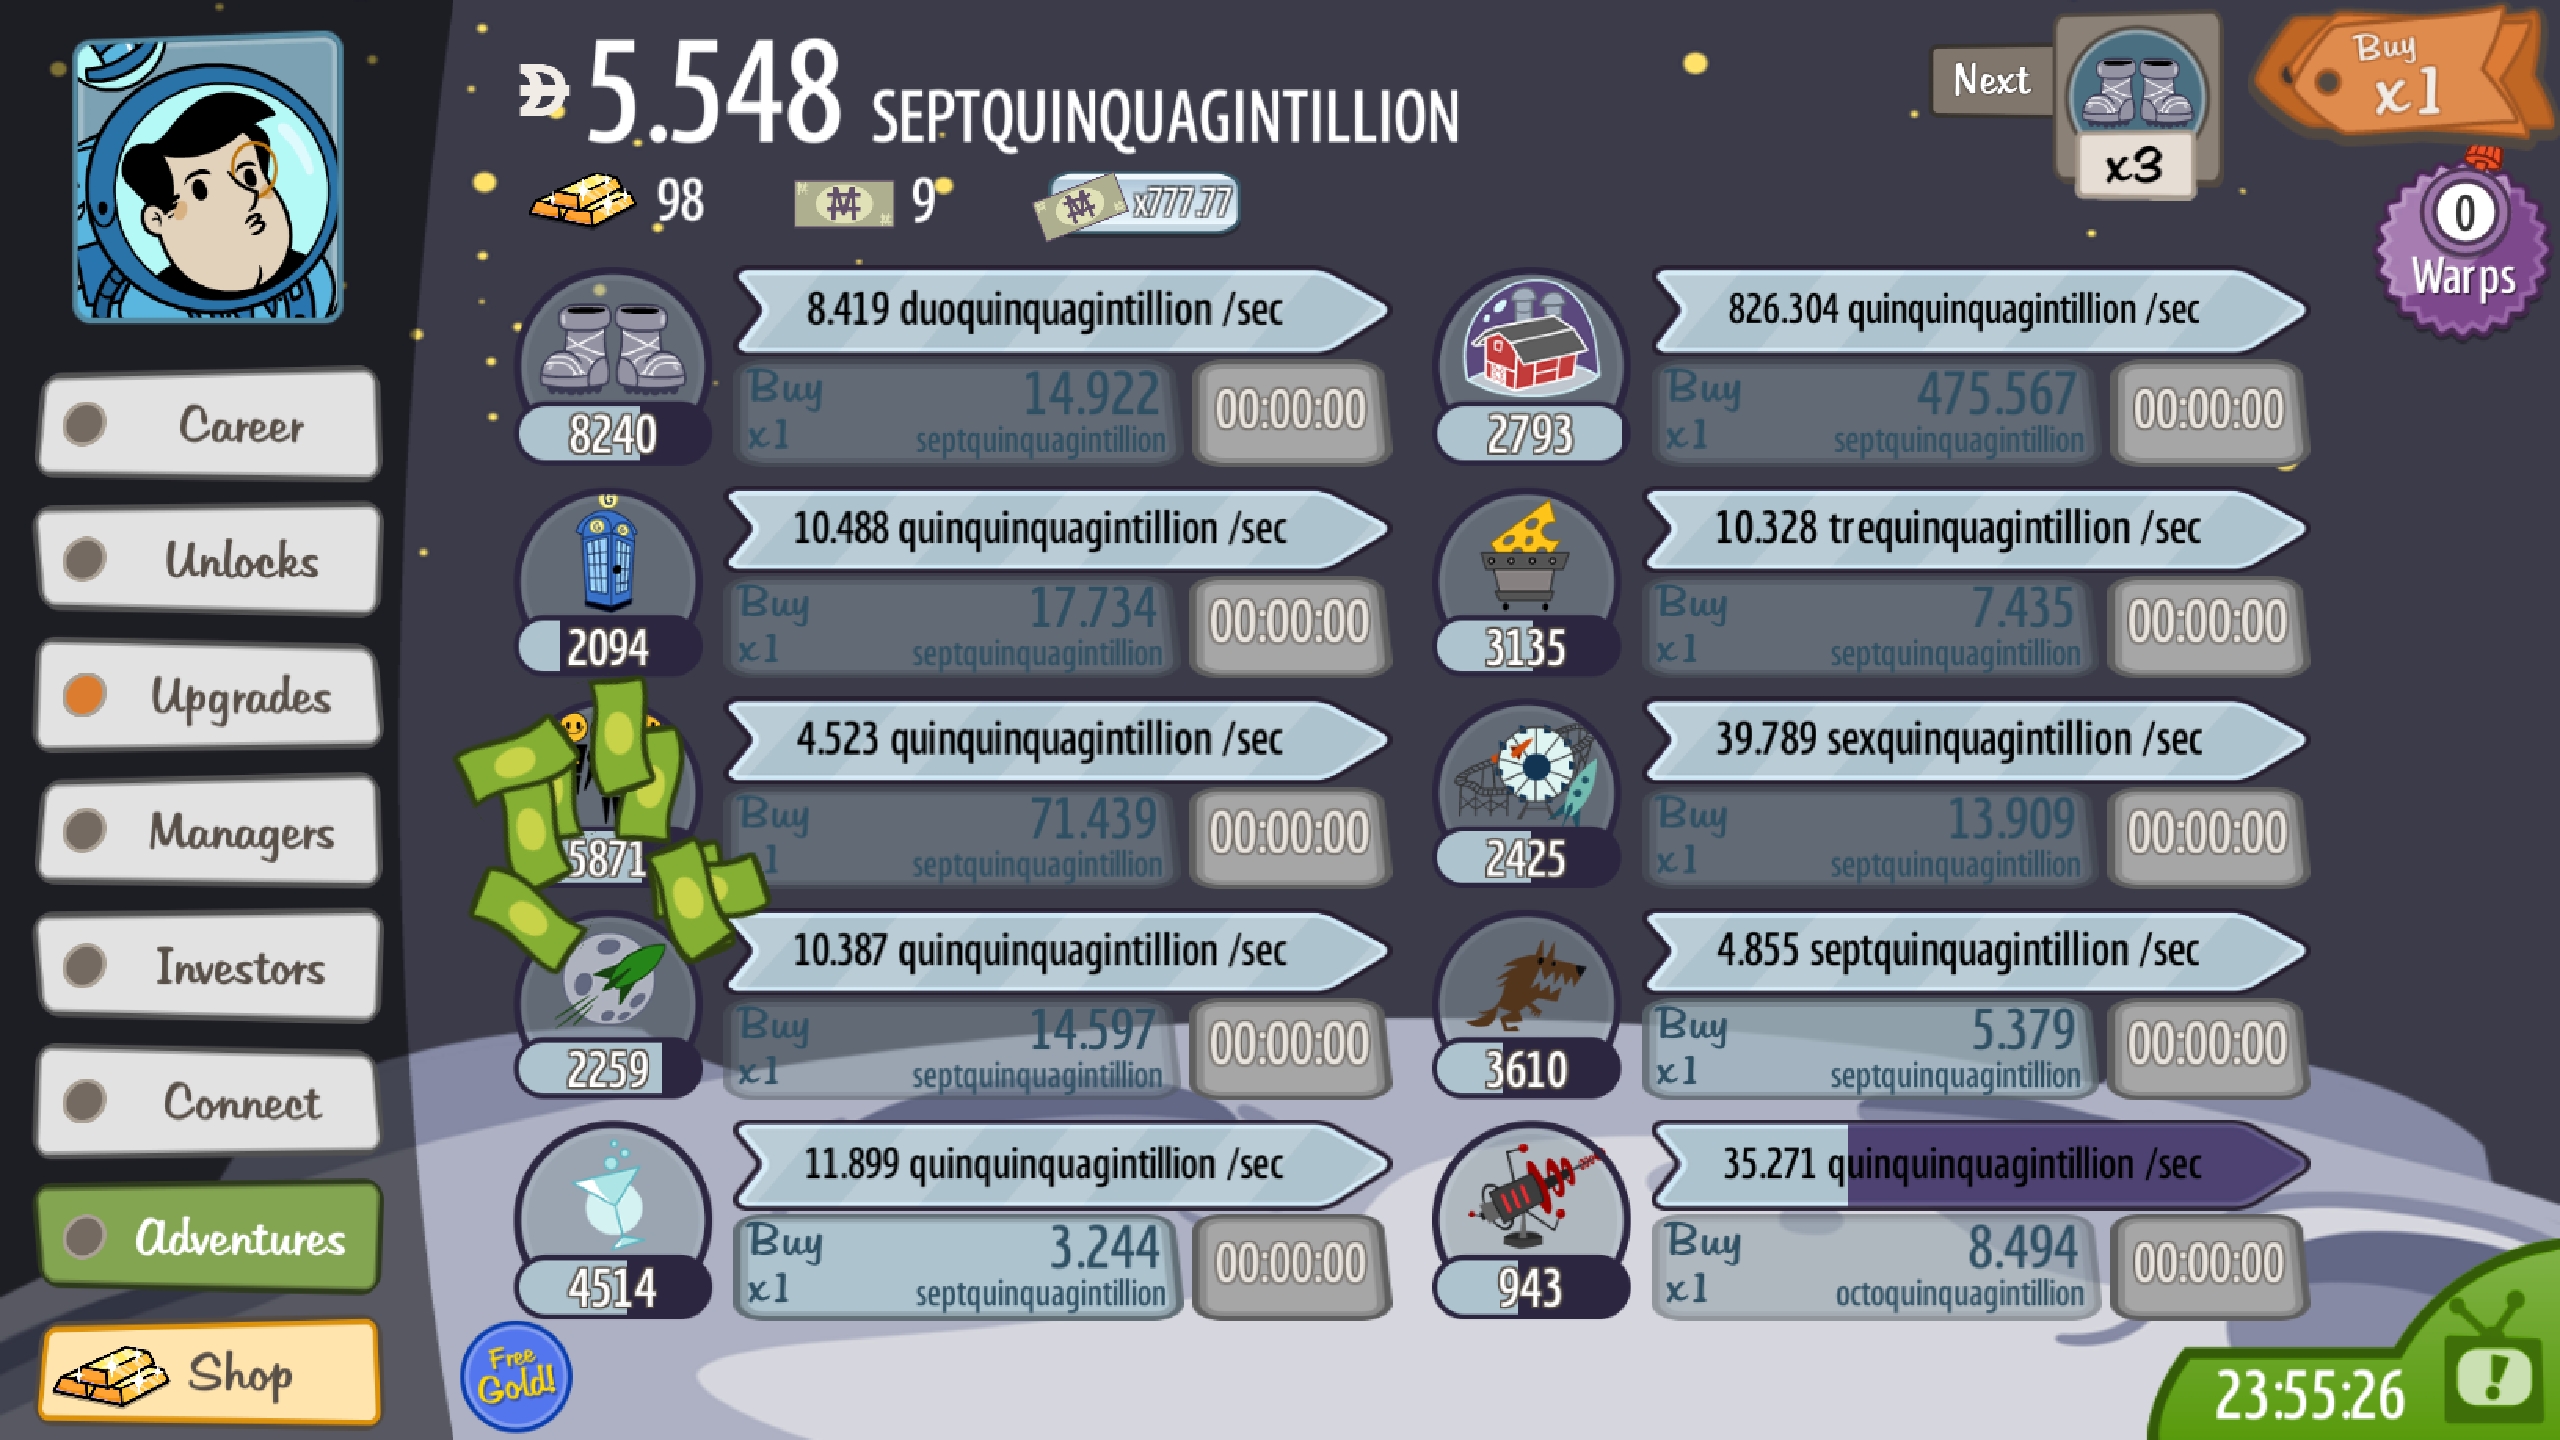 5.548 SEPTQUINQUAGINTILLION
98
9
x777.77
Next
x3
Buy
x1
0
Warps
Career
Unlocks
Upgrades
Managers
Investors
Connect
Adventures
Shop
8.419 duoquinquagintillion /sec
8240
Buy
x1
14.922
septquinquagintillion
00:00:00
826.304 quinquinquagintillion /sec
2793
Buy
x1
475.567
septquinquagintillion
00:00:00
10.488 quinquinquagintillion /sec
2094
Buy
x1
17.734
septquinquagintillion
00:00:00
10.328 trequinquagintillion /sec
3135
Buy
x1
7.435
septquinquagintillion
00:00:00
4.523 quinquinquagintillion /sec
5871
Buy
1
71.439
septquinquagintillion
00:00:00
39.789 sexquinquagintillion /sec
2425
Buy
x1
13.909
septquinquagintillion
00:00:00
10.387 quinquinquagintillion /sec
2259
Buy
x1
14.597
septquinquagintillion
00:00:00
4.855 septquinquagintillion /sec
3610
Buy
x1
5.379
septquinquagintillion
00:00:00
11.899 quinquinquagintillion /sec
4514
Buy
x1
3.244
septquinquagintillion
00:00:00
35.271 quinquinquagintillion /sec
943
Buy
x1
8.494
octoquinquagintillion
00:00:00
Free
Gold!
23:55:26